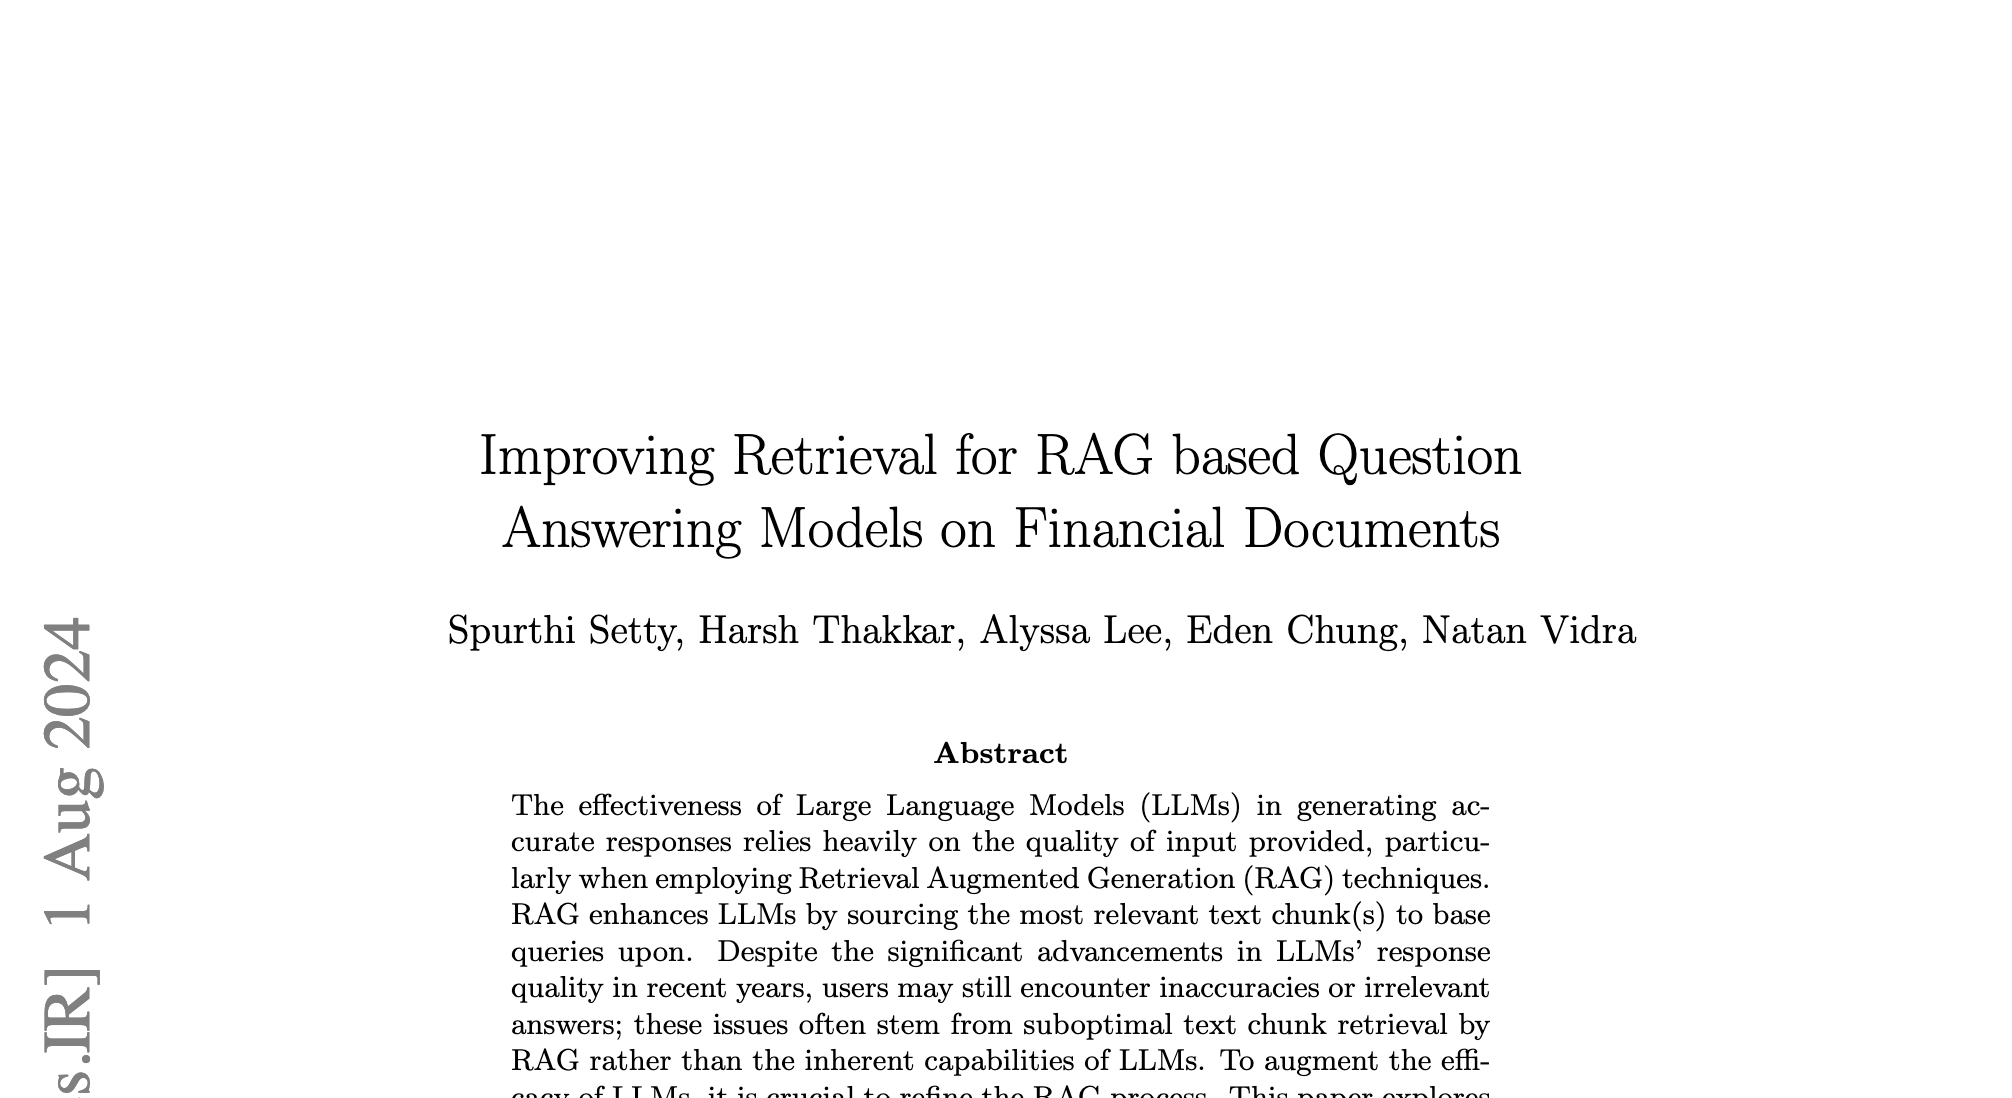 Improving Retrieval for RAG based Question
Answering Models on Financial Documents
Spurthi Setty, Harsh Thakkar, Alyssa Lee, Eden Chung, Natan Vidra
Abstract
The effectiveness of Large Language Models (LLMs) in generating ac-
curate responses relies heavily on the quality of input provided, particu-
larly when employing Retrieval Augmented Generation (RAG) techniques.
RAG enhances LLMs by sourcing the most relevant text chunk(s) to base
queries upon. Despite the significant advancements in LLMs’ response
quality in recent years, users may still encounter inaccuracies or irrelevant
answers; these issues often stem from suboptimal text chunk retrieval by
RAG rather than the inherent capabilities of LLMs. To augment the effi-
cacy of LLMs, it is crucial to refine the RAG process. This paper explores
s.IR] 1 Aug 2024